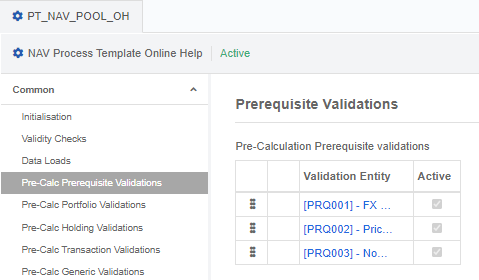 PT_NAV_POOL_OH
NAV Process Template Online Help Active
Common
Initialisation
Validity Checks
Data Loads
Pre-Calc Prerequisite Validations
Pre-Calc Portfolio Validations
Pre-Calc Holding Validations
Pre-Calc Transaction Validations
Pre-Calc Generic Validations
Prerequisite Validations
Pre-Calculation Prerequisite validations
Validation Entity Active
[PRQ001] - FX ...
[PRQ002] - Pric...
[PRQ003] - No...